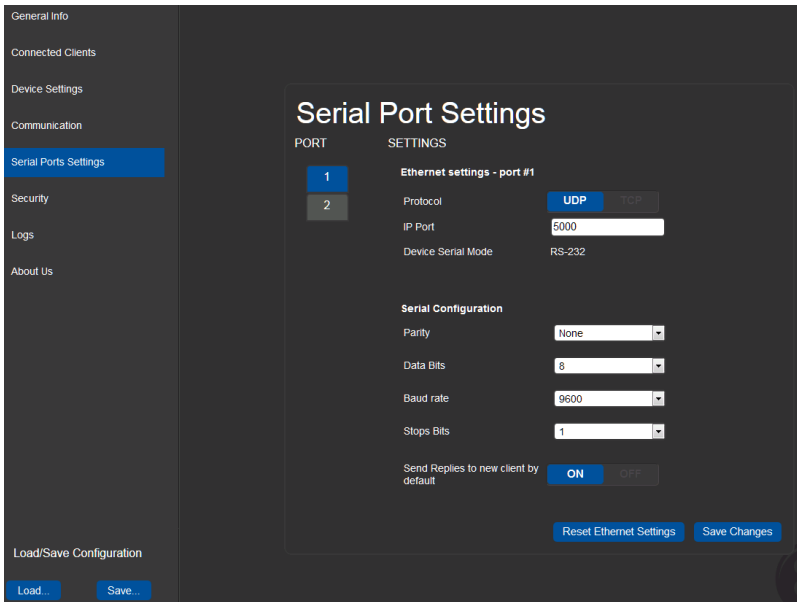 General Info
Connected Clients
Device Settings
Communication
Serial Ports Settings
Security
Logs
About Us
Load/Save Configuration
Load...
Save...
Serial Port Settings
PORT
SETTINGS
1
2
Ethernet settings - port #1
Protocol
UDP
TCP
IP Port
5000
Device Serial Mode
RS-232
Serial Configuration
Parity
None
Data Bits
8
Baud rate
9600
Stops Bits
1
Send Replies to new client by
default
ON
OFF
Reset Ethernet Settings
Save Changes